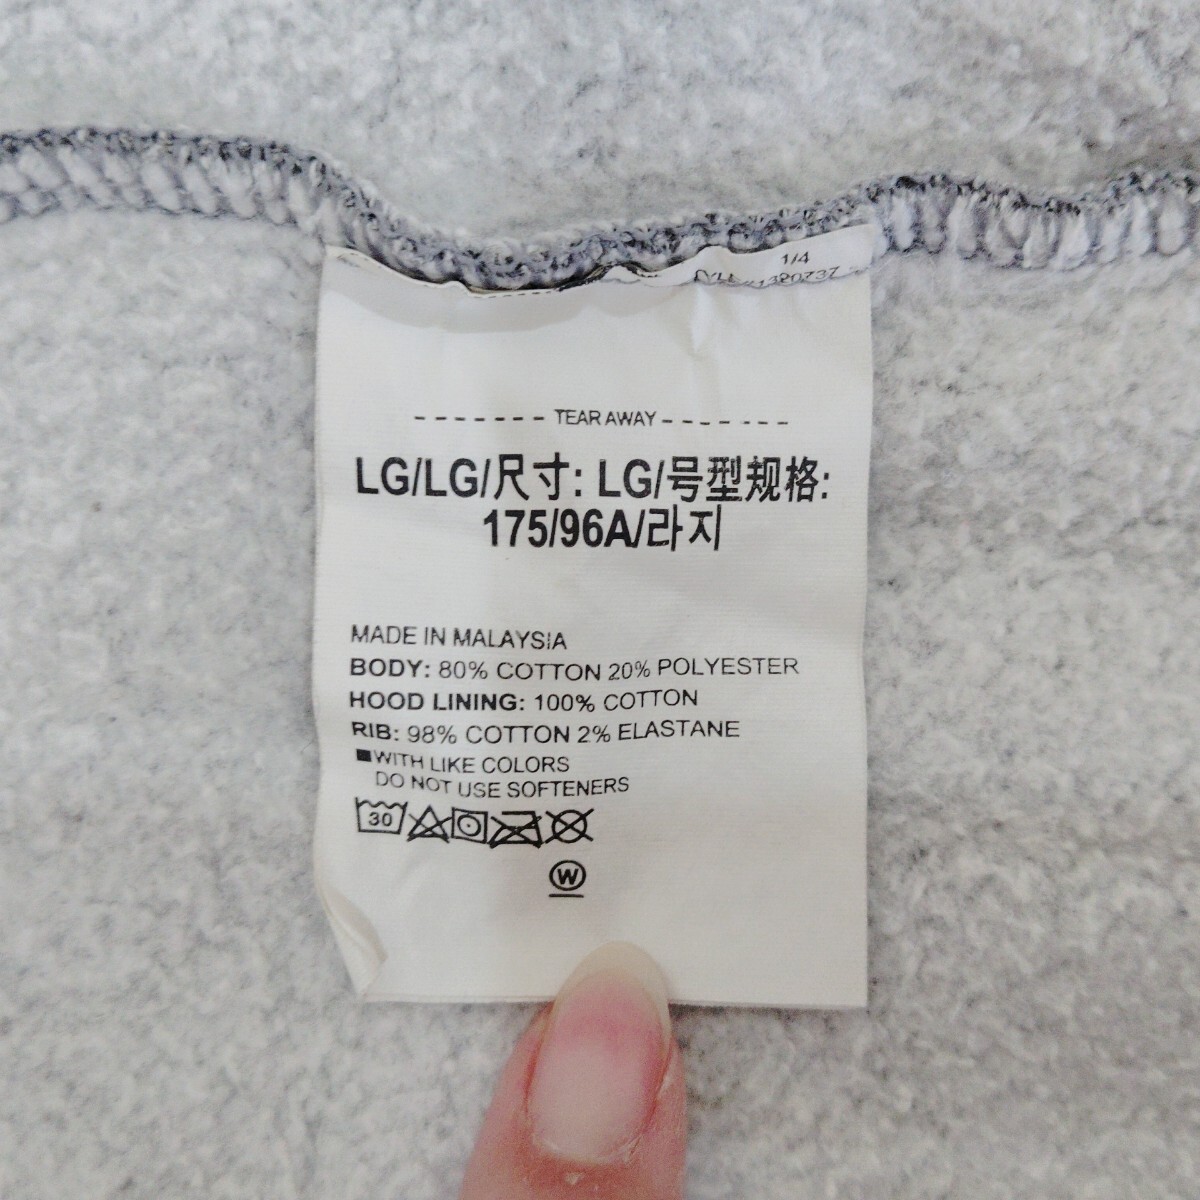 1/4
TEAR AWAY
LG/LG/尺寸: LG/号型规格:
175/96A/라지
MADE IN MALAYSIA
BODY: 80% COTTON 20% POLYESTER
HOOD LINING: 100% COTTON
RIB: 98% COTTON 2% ELASTANE
■WITH LIKE COLORS
DO NOT USE SOFTENERS
30
W